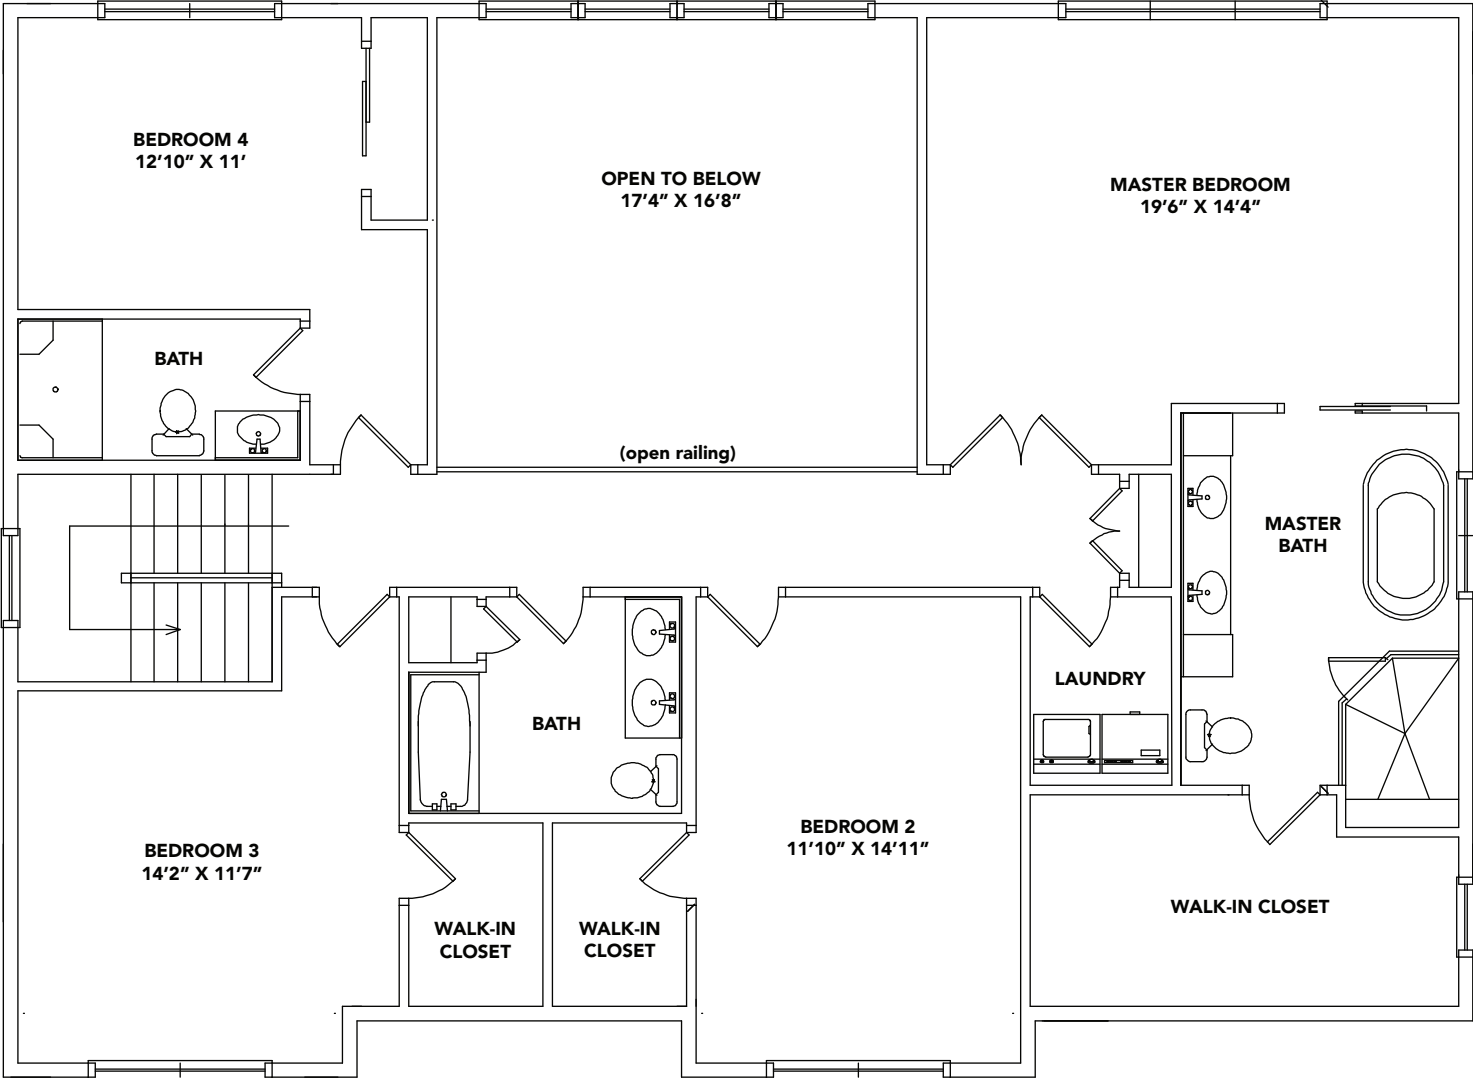 BEDROOM 4
12’10” X 11’
OPEN TO BELOW
17’4” X 16’8”
MASTER BEDROOM
19’6” X 14’4”
BATH
(open railing)
MASTER
BATH
LAUNDRY
BATH
BEDROOM 3
14’2” X 11’7”
BEDROOM 2
11’10” X 14’11”
WALK-IN
CLOSET
WALK-IN
CLOSET
WALK-IN CLOSET